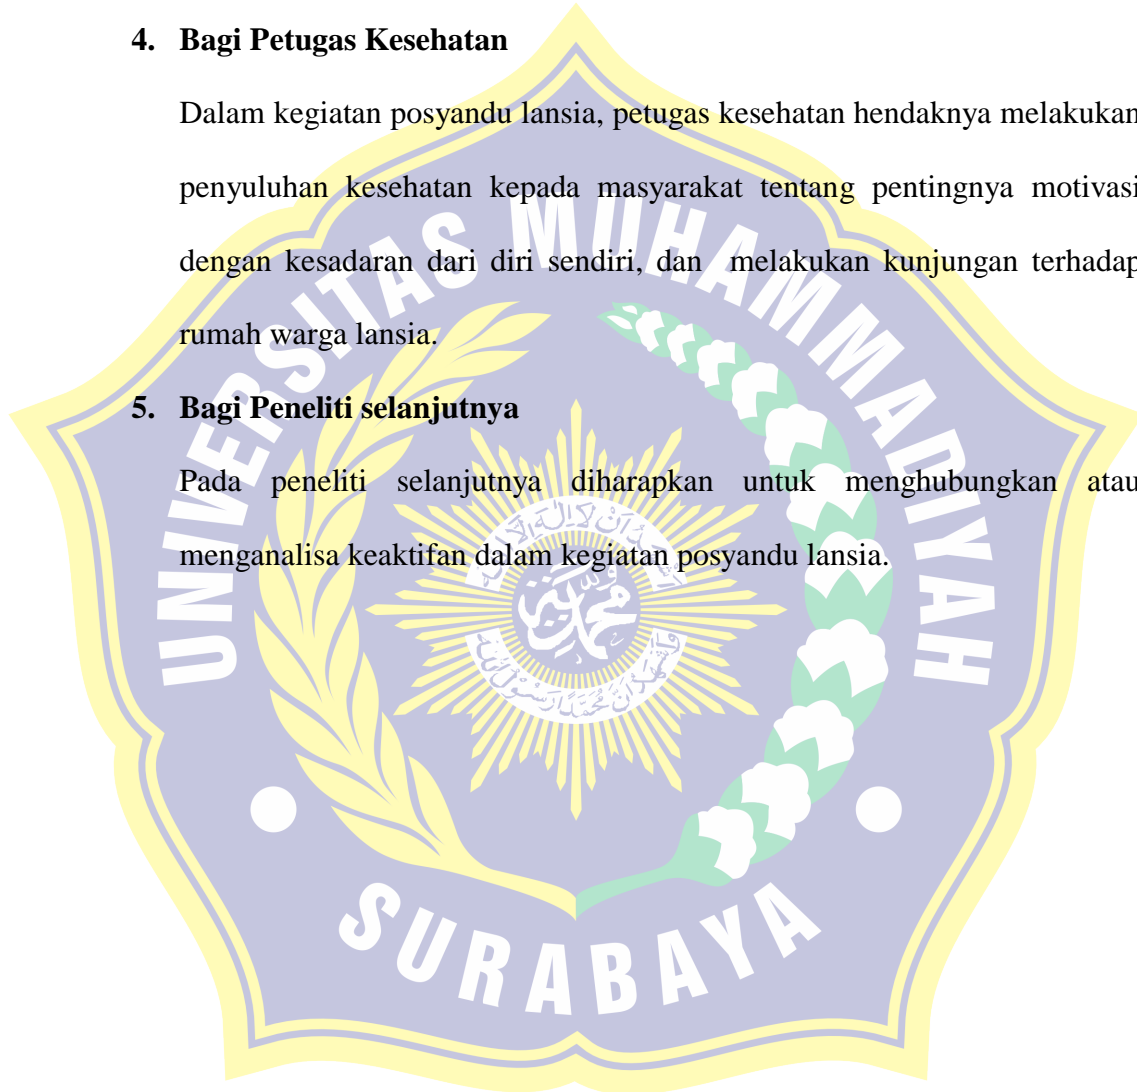 4. Bagi Petugas Kesehatan
Dalam kegiatan posyandu lansia, petugas kesehatan hendaknya melakukan
penyuluhan kesehatan kepada masyarakat tentang pentingnya motivasi
dengan kesadaran dari diri sendiri, dan melakukan kunjungan terhadap
rumah warga lansia.
5. Bagi Peneliti selanjutnya
Pada peneliti selanjutnya diharapkan untuk menghubungkan atau
menganalisa keaktifan dalam kegiatan posyandu lansia.
UNIVERSITAS MUHAMMADIYAH
محمد
SURABAYA